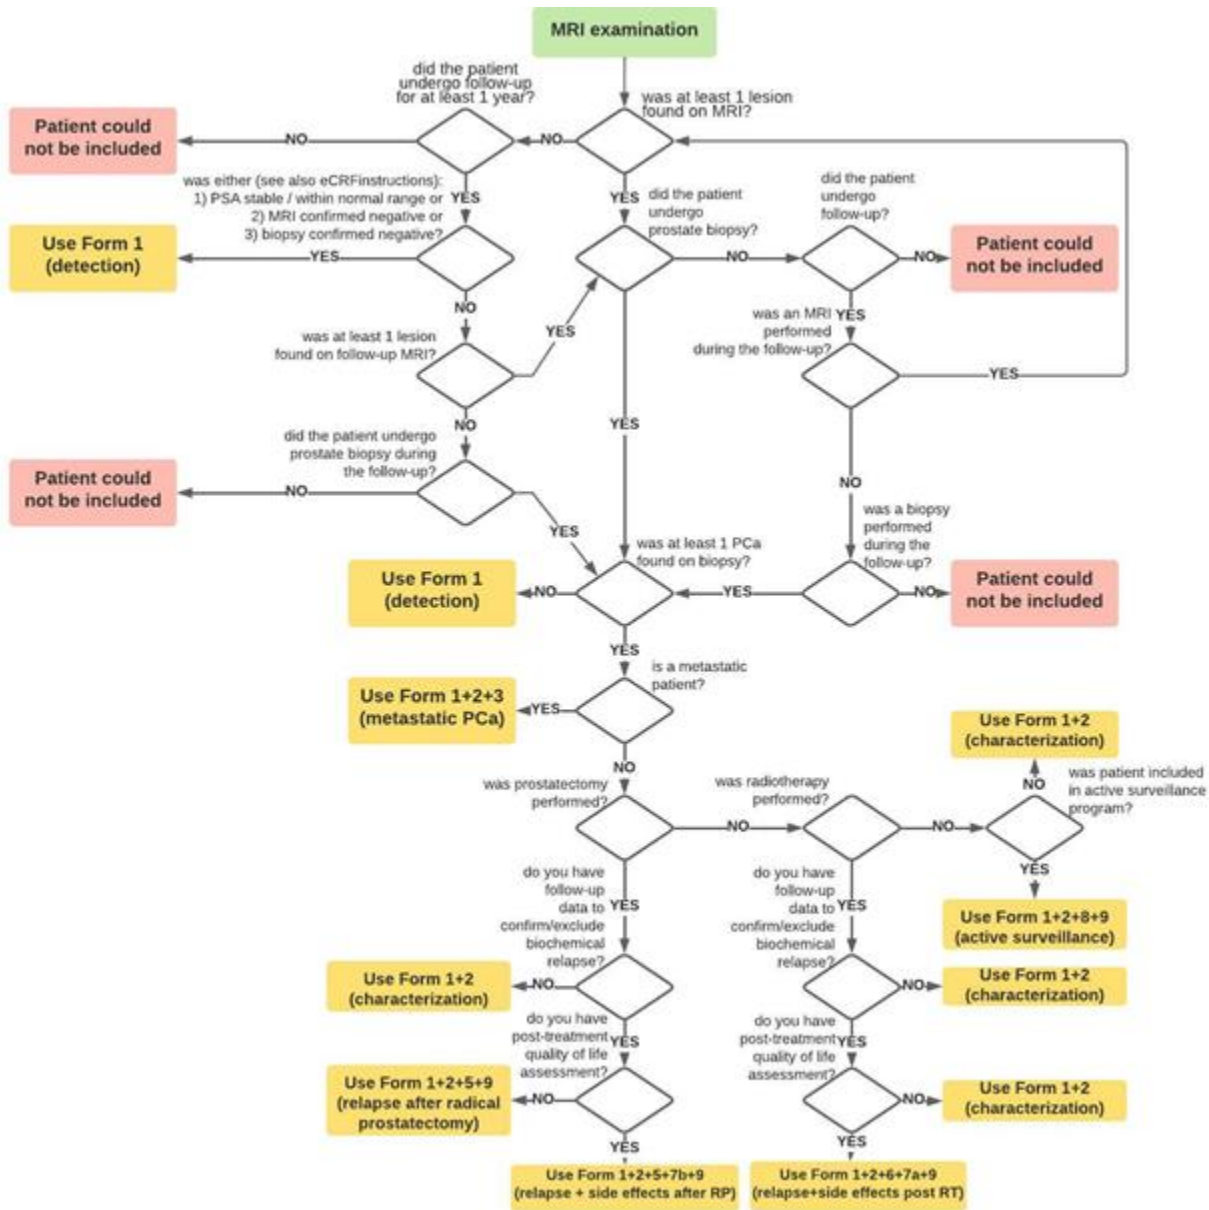 MRI examination
did the patient
undergo follow-up
for at least 1 year?
was at least 1 lesion
found on MRI?
Patient could
not be included
NO
NO
was either (see also eCRFinstructions):
1) PSA stable / within normal range or
2) MRI confirmed negative or
3) biopsy confirmed negative?
YES
YES
did the patient
undergo
prostate biopsy?
did the patient
undergo
follow-up?
Use Form 1
(detection)
YES
NO
NO
Patient could
not be included
NO
YES
was at least 1 lesion
found on follow-up MRI?
YES
was an MRI
performed
during the follow-up?
YES
NO
YES
did the patient undergo
prostate biopsy during
the follow-up?
Patient could
not be included
NO
YES
NO
was a biopsy
performed
during the
follow-up?
was at least 1 PCa
found on biopsy?
Use Form 1
(detection)
NO
YES
NO
Patient could
not be included
YES
is a metastatic
patient?
Use Form 1+2+3
(metastatic PCa)
YES
NO
Use Form 1+2
(characterization)
NO
was patient included
in active surveillance
program?
was prostatectomy
performed?
was radiotherapy
performed?
NO
NO
YES
Use Form 1+2+8+9
(active surveillance)
do you have
follow-up
data to
confirm/exclude
biochemical
relapse?
YES
do you have
follow-up
data to
confirm/exclude
biochemical
relapse?
YES
Use Form 1+2
(characterization)
NO
NO
Use Form 1+2
(characterization)
do you have
post-treatment
quality of life
assessment?
YES
do you have
post-treatment
quality of life
assessment?
YES
Use Form 1+2+5+9
(relapse after radical
prostatectomy)
NO
NO
Use Form 1+2
(characterization)
YES
YES
Use Form 1+2+5+7b+9
(relapse + side effects after RP)
Use Form 1+2+6+7a+9
(relapse+side effects post RT)